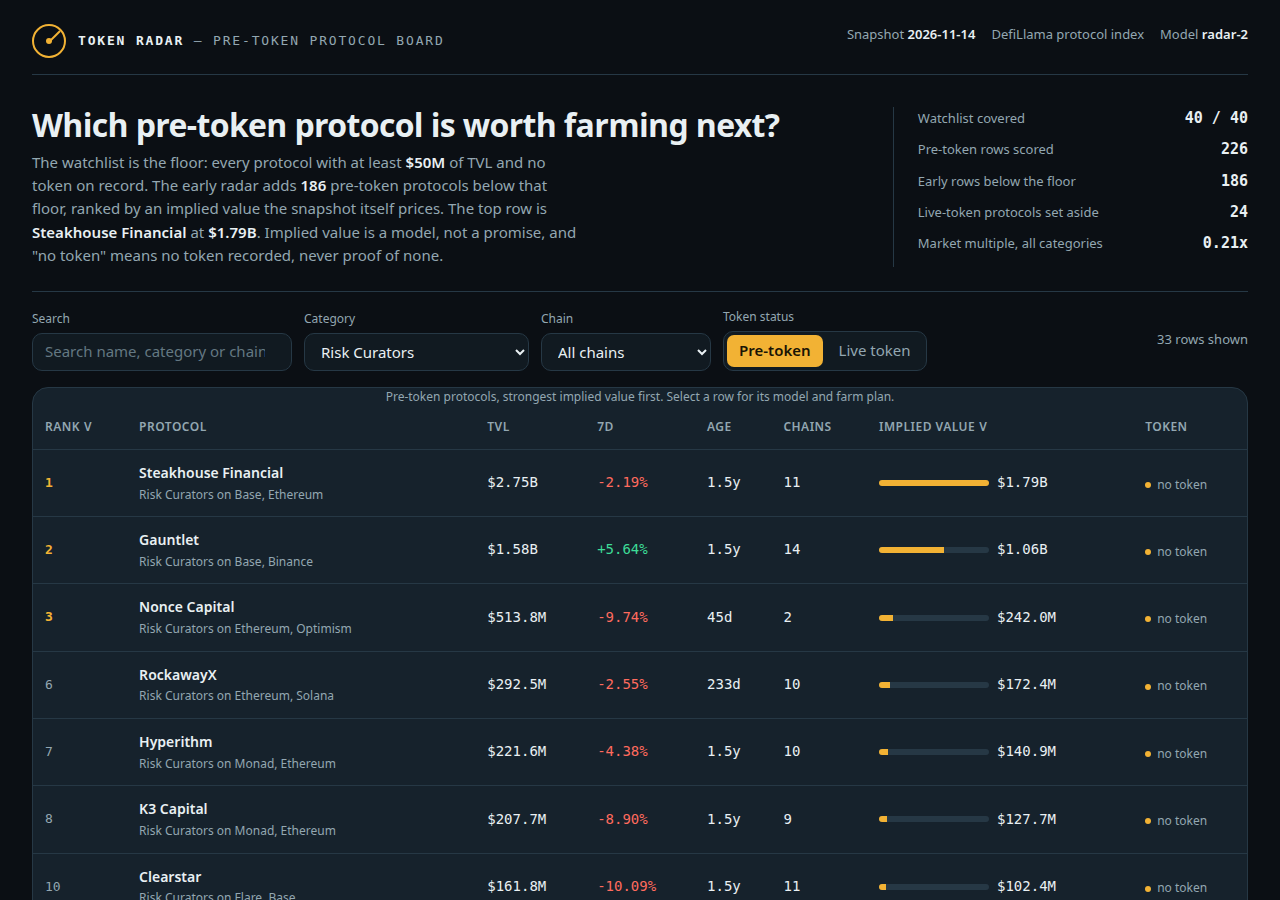 TOKEN RADAR — PRE-TOKEN PROTOCOL BOARD
Snapshot 2026-11-14 DefiLlama protocol index Model radar-2
Which pre-token protocol is worth farming next?
The watchlist is the floor: every protocol with at least $50M of TVL and no
token on record. The early radar adds 186 pre-token protocols below that
floor, ranked by an implied value the snapshot itself prices. The top row is
Steakhouse Financial at $1.79B. Implied value is a model, not a promise, and
"no token" means no token recorded, never proof of none.
Watchlist covered 40 / 40
Pre-token rows scored 226
Early rows below the floor 186
Live-token protocols set aside 24
Market multiple, all categories 0.21x
Search Category Chain Token status
Search name, category or chain Risk Curators All chains Pre-token Live token
33 rows shown
Pre-token protocols, strongest implied value first. Select a row for its model and farm plan.
RANK V PROTOCOL TVL 7D AGE CHAINS IMPLIED VALUE V TOKEN
1 Steakhouse Financial $2.75B -2.19% 1.5y 11 $1.79B no token
Risk Curators on Base, Ethereum
2 Gauntlet $1.58B +5.64% 1.5y 14 $1.06B no token
Risk Curators on Base, Binance
3 Nonce Capital $513.8M -9.74% 45d 2 $242.0M no token
Risk Curators on Ethereum, Optimism
6 RockawayX $292.5M -2.55% 233d 10 $172.4M no token
Risk Curators on Ethereum, Solana
7 Hyperithm $221.6M -4.38% 1.5y 10 $140.9M no token
Risk Curators on Monad, Ethereum
8 K3 Capital $207.7M -8.90% 1.5y 9 $127.7M no token
Risk Curators on Monad, Ethereum
10 Clearstar $161.8M -10.09% 1.5y 11 $102.4M no token
Risk Curators on Flare, Base